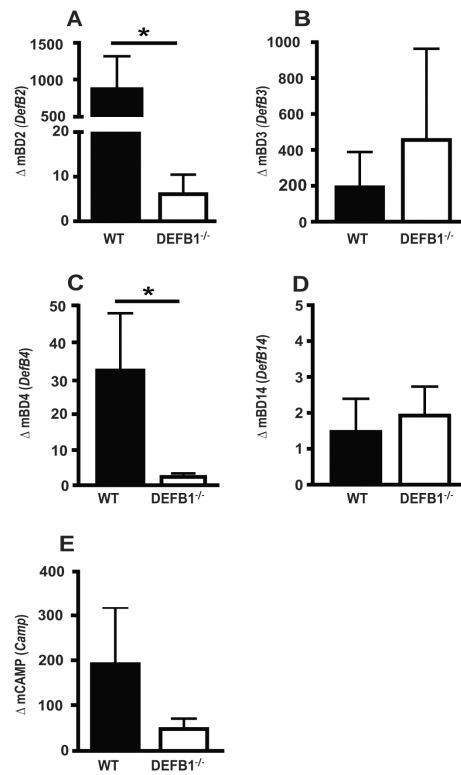 A
Δ mBD2 (DefB2)
1500
1000
500
20
10
0
*
WT DEFB1-/-
B
Δ mBD3 (DefB3)
1000
800
600
400
200
0
WT DEFB1-/-
C
Δ mBD4 (DefB4)
50
40
30
20
10
0
*
WT DEFB1-/-
D
Δ mBD14 (DefB14)
5
4
3
2
1
0
WT DEFB1-/-
E
Δ mCAMP (Camp)
400
300
200
100
0
WT DEFB1-/-